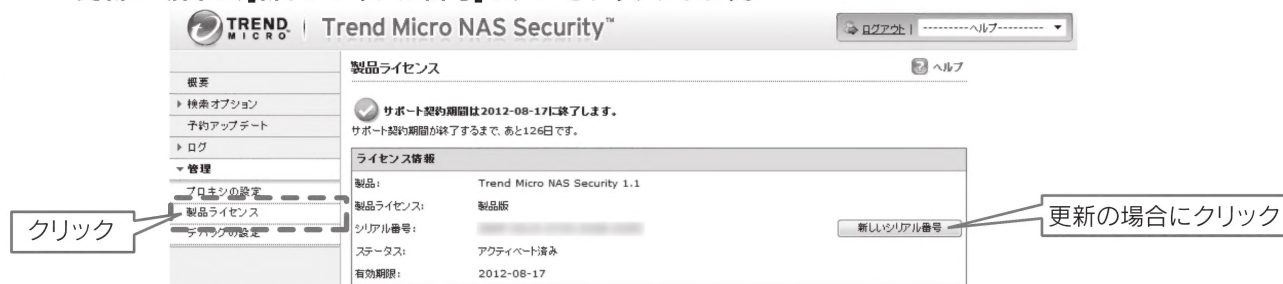 TREND MICRO Trend Micro NAS Security™ ログアウト | ---------ヘルプ---------
製品ライセンス ヘルプ
概要
検索オプション
予約アップデート
ログ
管理
プロキシの設定
製品ライセンス
デバッグの設定
サポート契約期間は2012-08-17に終了します。
サポート契約期間が終了するまで、あと126日です。
ライセンス情報
製品: Trend Micro NAS Security 1.1
製品ライセンス: 製品版
シリアル番号: 新しいシリアル番号
ステータス: アクティベート済み
有効期限: 2012-08-17
クリック
更新の場合にクリック